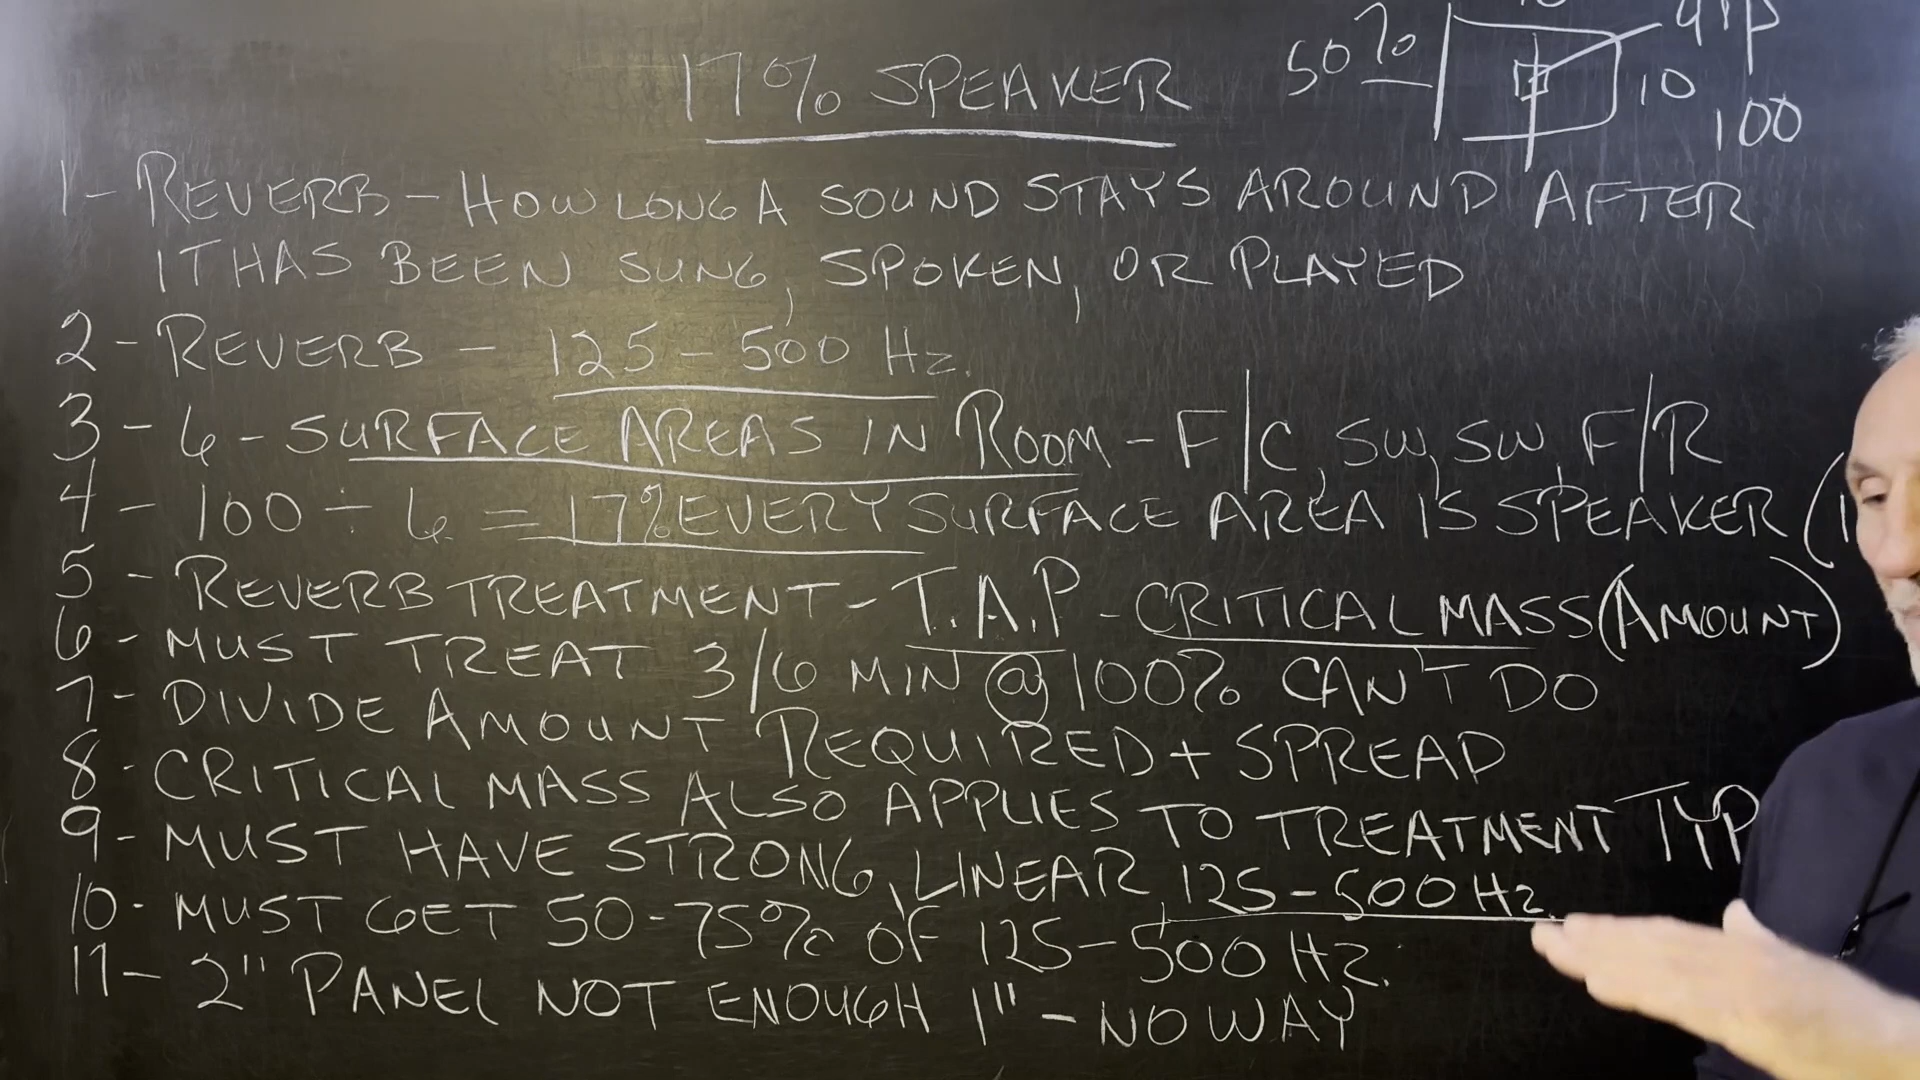 17% SPEAKER
50%
10
100
1- REVERB - HOW LONG A SOUND STAYS AROUND AFTER
IT HAS BEEN SUNG, SPOKEN, OR PLAYED
2 - REVERB - 125 - 500 Hz.
3 - 6 - SURFACE AREAS IN ROOM - F/C, SW, SW, F/R
4 - 100 ÷ 6 = 17% EVERY SURFACE AREA IS SPEAKER (
5 - REVERB TREATMENT - T.A.P - CRITICAL MASS (AMOUNT)
6 - MUST TREAT 3/6 MIN @ 100% CAN'T DO
7 - DIVIDE AMOUNT REQUIRED + SPREAD
8 - CRITICAL MASS ALSO APPLIES TO TREATMENT TYP
9 - MUST HAVE STRONG, LINEAR 125-500 Hz.
10 - MUST GET 50-75% OF 125-500 Hz.
11 - 2" PANEL NOT ENOUGH 1" - NO WAY